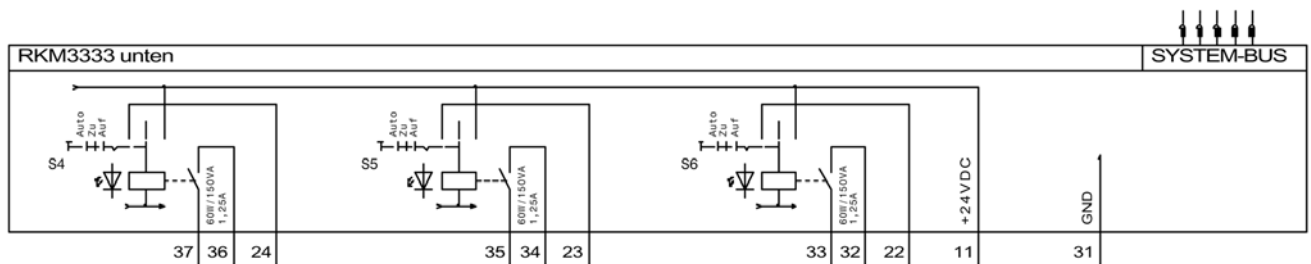 RKM3333 unten SYSTEM-BUS
Auto Zu Auf
S4
60W/150VA
1,25A
Auto Zu Auf
S5
60W/150VA
1,25A
Auto Zu Auf
S6
60W/150VA
1,25A
+24VDC
GND
37 36 24 35 34 23 33 32 22 11 31